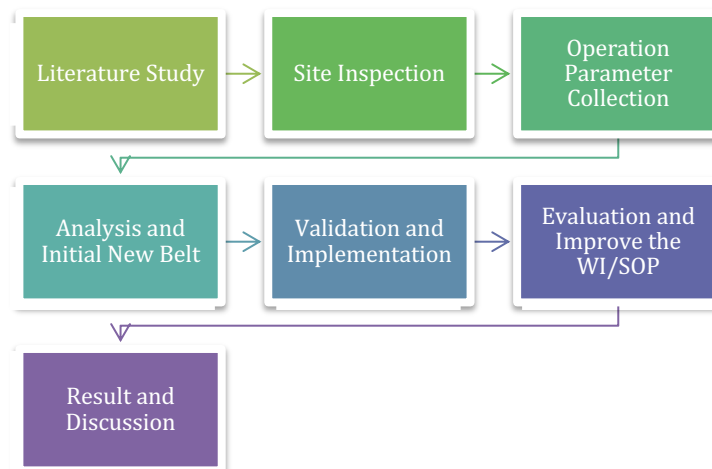 Literature Study
Site Inspection
Operation
Parameter
Collection
Analysis and
Initial New Belt
Validation and
Implementation
Evaluation and
Improve the
WI/SOP
Result and
Discussion